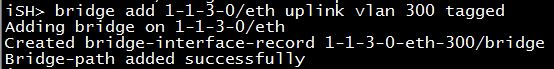 iSH> bridge add 1-1-3-0/eth uplink vlan 300 tagged
Adding bridge on 1-1-3-0/eth
Created bridge-interface-record 1-1-3-0-eth-300/bridge
Bridge-path added successfully